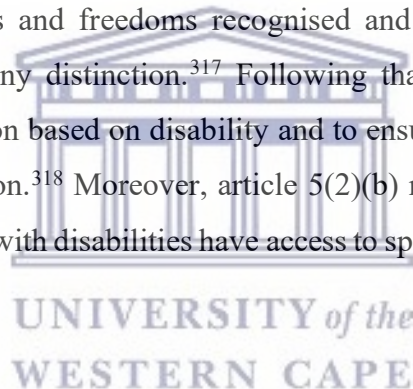 s and freedoms recognised and
ny distinction.317 Following tha
on based on disability and to ensu
on.318 Moreover, article 5(2)(b) r
with disabilities have access to sp
UNIVERSITY of the
WESTERN CAPE